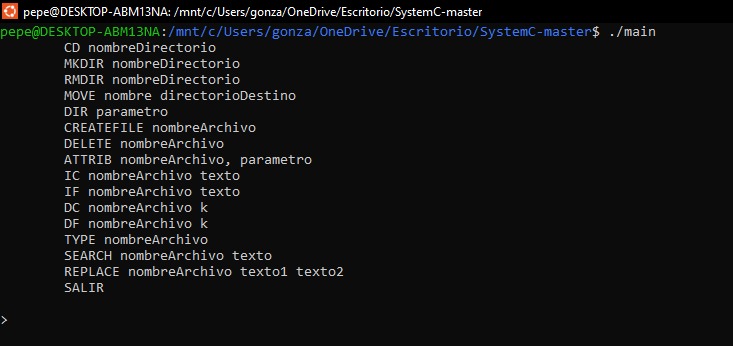 pepe@DESKTOP-ABM13NA: /mnt/c/Users/gonza/OneDrive/Escritorio/SystemC-master
pepe@DESKTOP-ABM13NA:/mnt/c/Users/gonza/OneDrive/Escritorio/SystemC-master$ ./main
CD nombreDirectorio
MKDIR nombreDirectorio
RMDIR nombreDirectorio
MOVE nombre directorioDestino
DIR parametro
CREATEFILE nombreArchivo
DELETE nombreArchivo
ATTRIB nombreArchivo, parametro
IC nombreArchivo texto
IF nombreArchivo texto
DC nombreArchivo k
DF nombreArchivo k
TYPE nombreArchivo
SEARCH nombreArchivo texto
REPLACE nombreArchivo texto1 texto2
SALIR
>